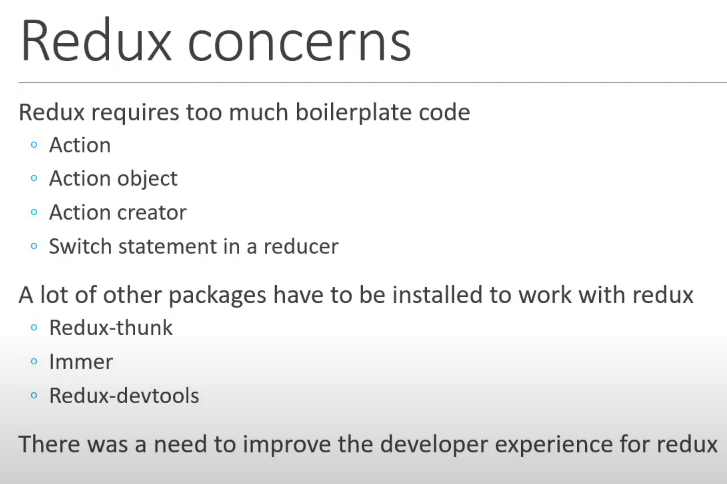 Redux concerns
Redux requires too much boilerplate code
Action
Action object
Action creator
Switch statement in a reducer
A lot of other packages have to be installed to work with redux
Redux-thunk
Immer
Redux-devtools
There was a need to improve the developer experience for redux